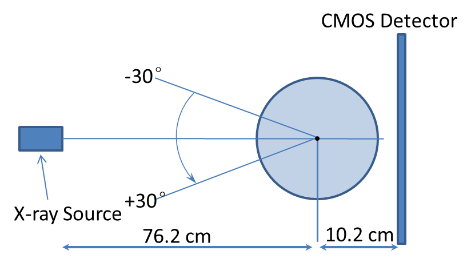 CMOS Detector
-30°
+30°
X-ray Source
76.2 cm
10.2 cm